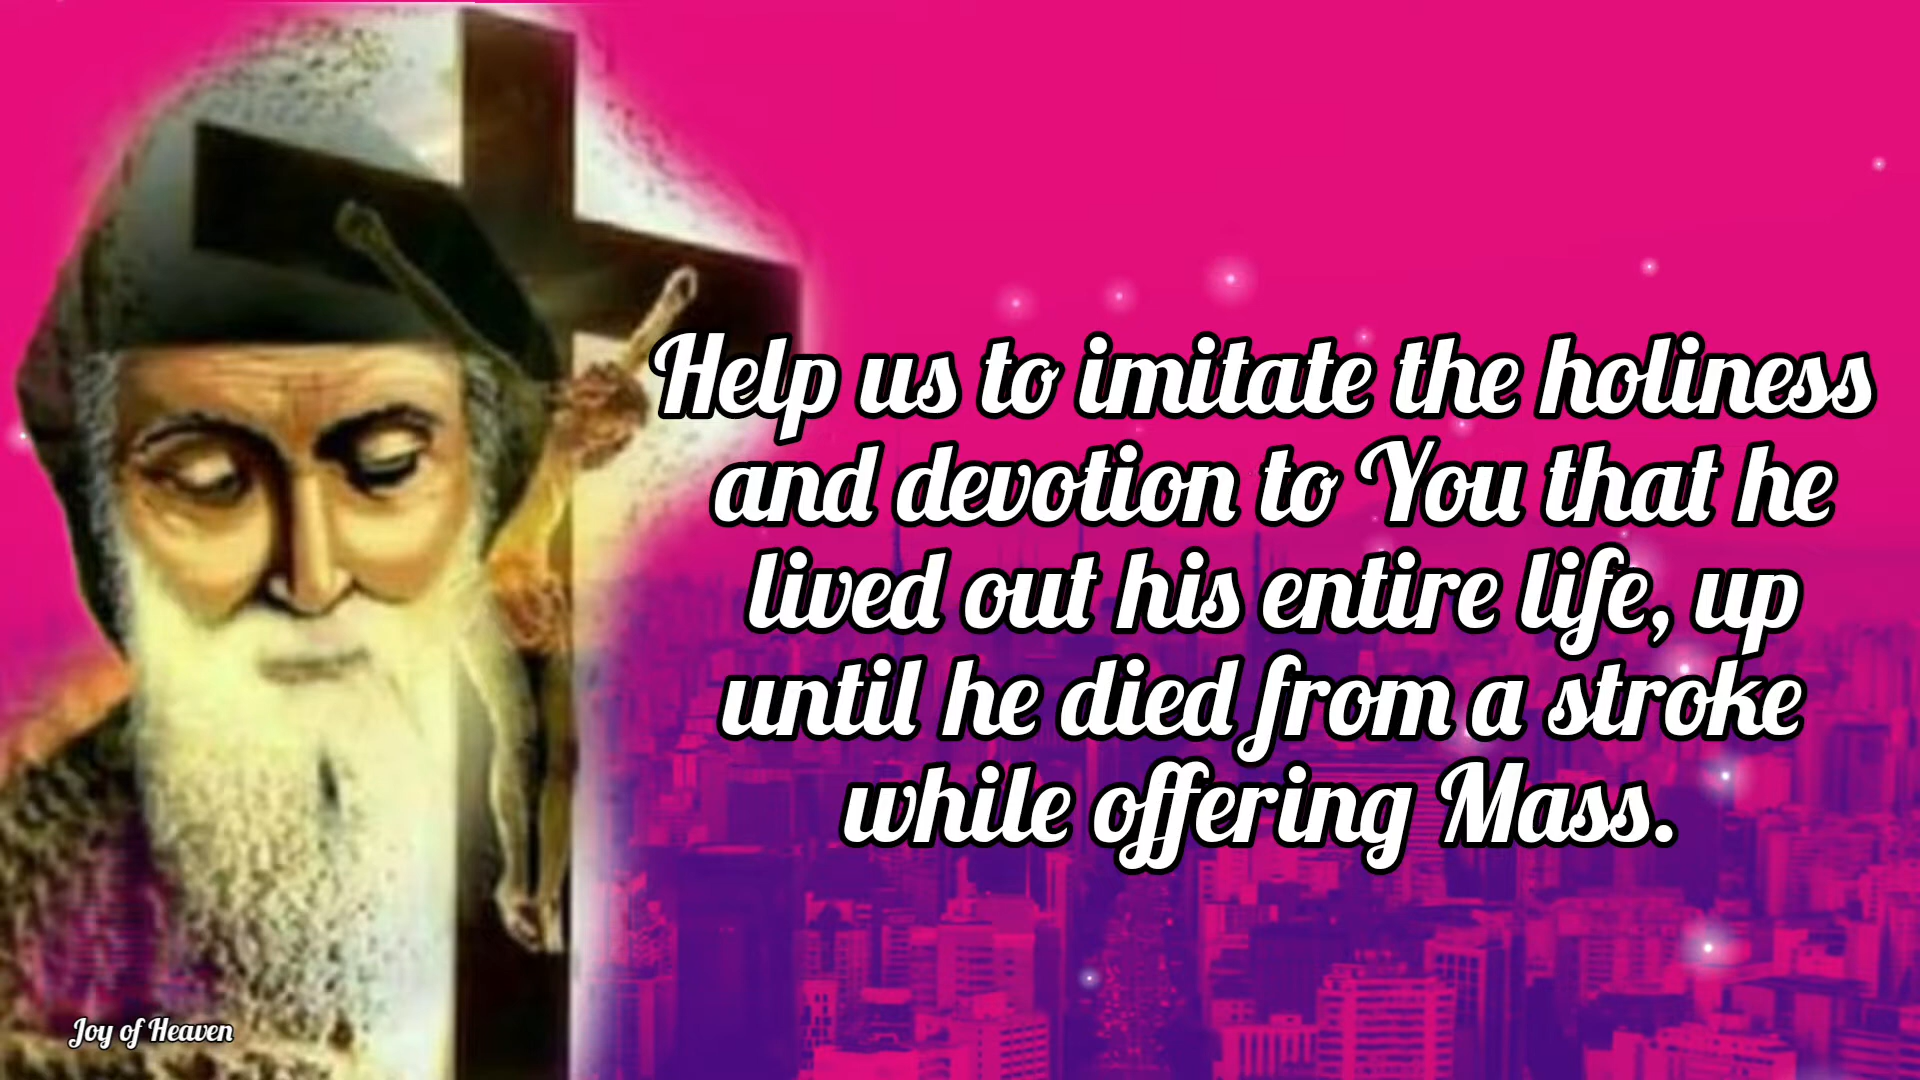 Help us to imitate the holiness
and devotion to You that he
lived out his entire life, up
until he died from a stroke
while offering Mass.
Joy of Heaven